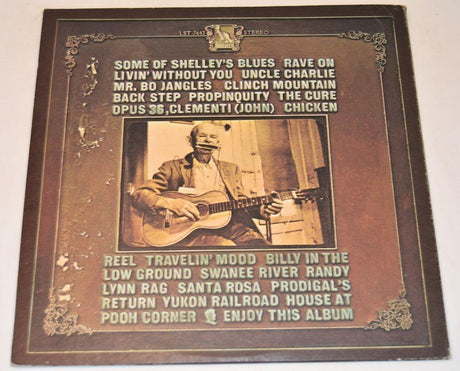 LST-7642 STEREO
LIBERTY
SOME OF SHELLEY'S BLUES RAVE ON
LIVIN' WITHOUT YOU UNCLE CHARLIE
MR. BO JANGLES CLINCH MOUNTAIN
BACK STEP PROPINQUITY THE CURE
OPUS 36, CLEMENTI (JOHN) CHICKEN
REEL TRAVELIN' MOOD BILLY IN THE
LOW GROUND SWANEE RIVER RANDY
LYNN RAG SANTA ROSA PRODIGAL'S
RETURN YUKON RAILROAD HOUSE AT
POOH CORNER ENJOY THIS ALBUM